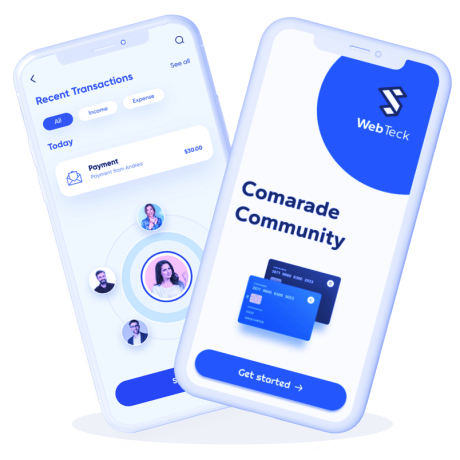 Recent Transactions
See all
All
Income
Expense
Today
Payment
$30.00
Payment from Andrea
WebTeck
Comarade
Community
Get started →